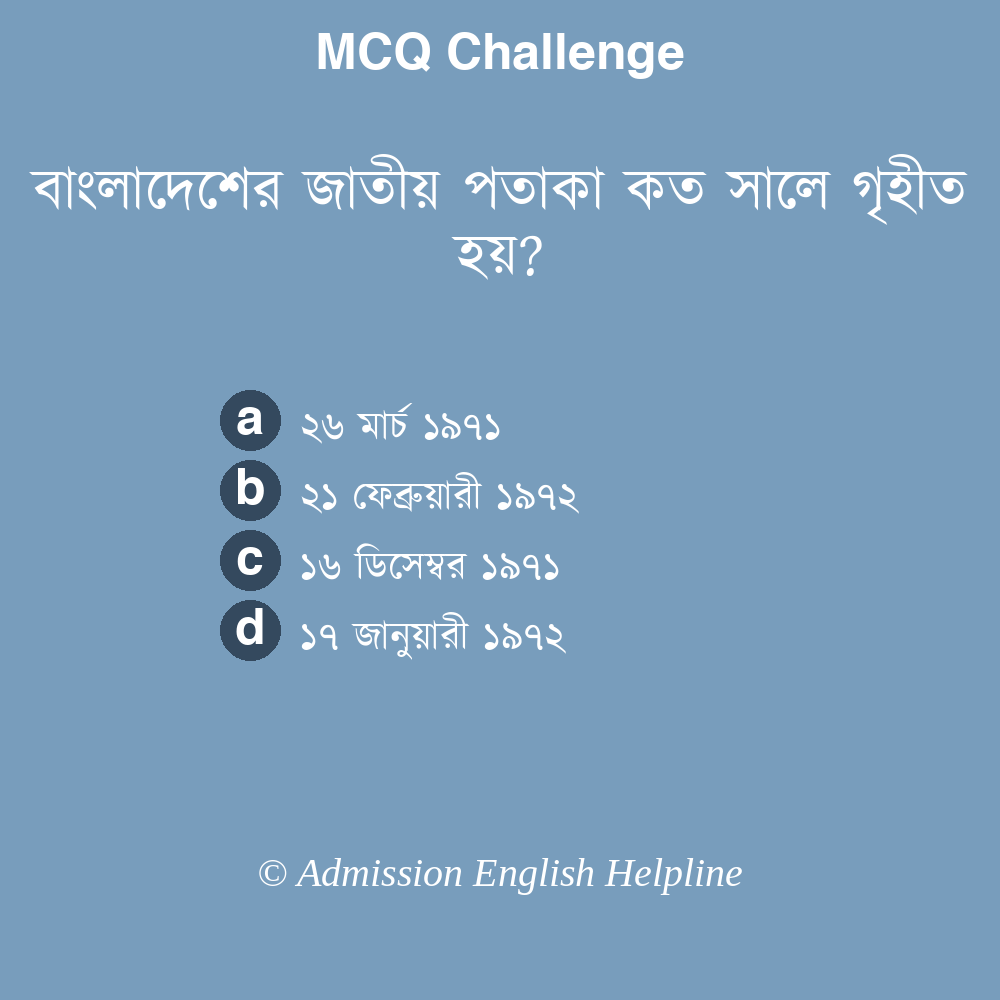 MCQ Challenge
বাংলাদেশের জাতীয় পতাকা কত সালে গৃহীত
হয়?
a ২৬ মার্চ ১৯৭১
b ২১ ফেব্রুয়ারী ১৯৭২
c ১৬ ডিসেম্বর ১৯৭১
d ১৭ জানুয়ারী ১৯৭২
© Admission English Helpline